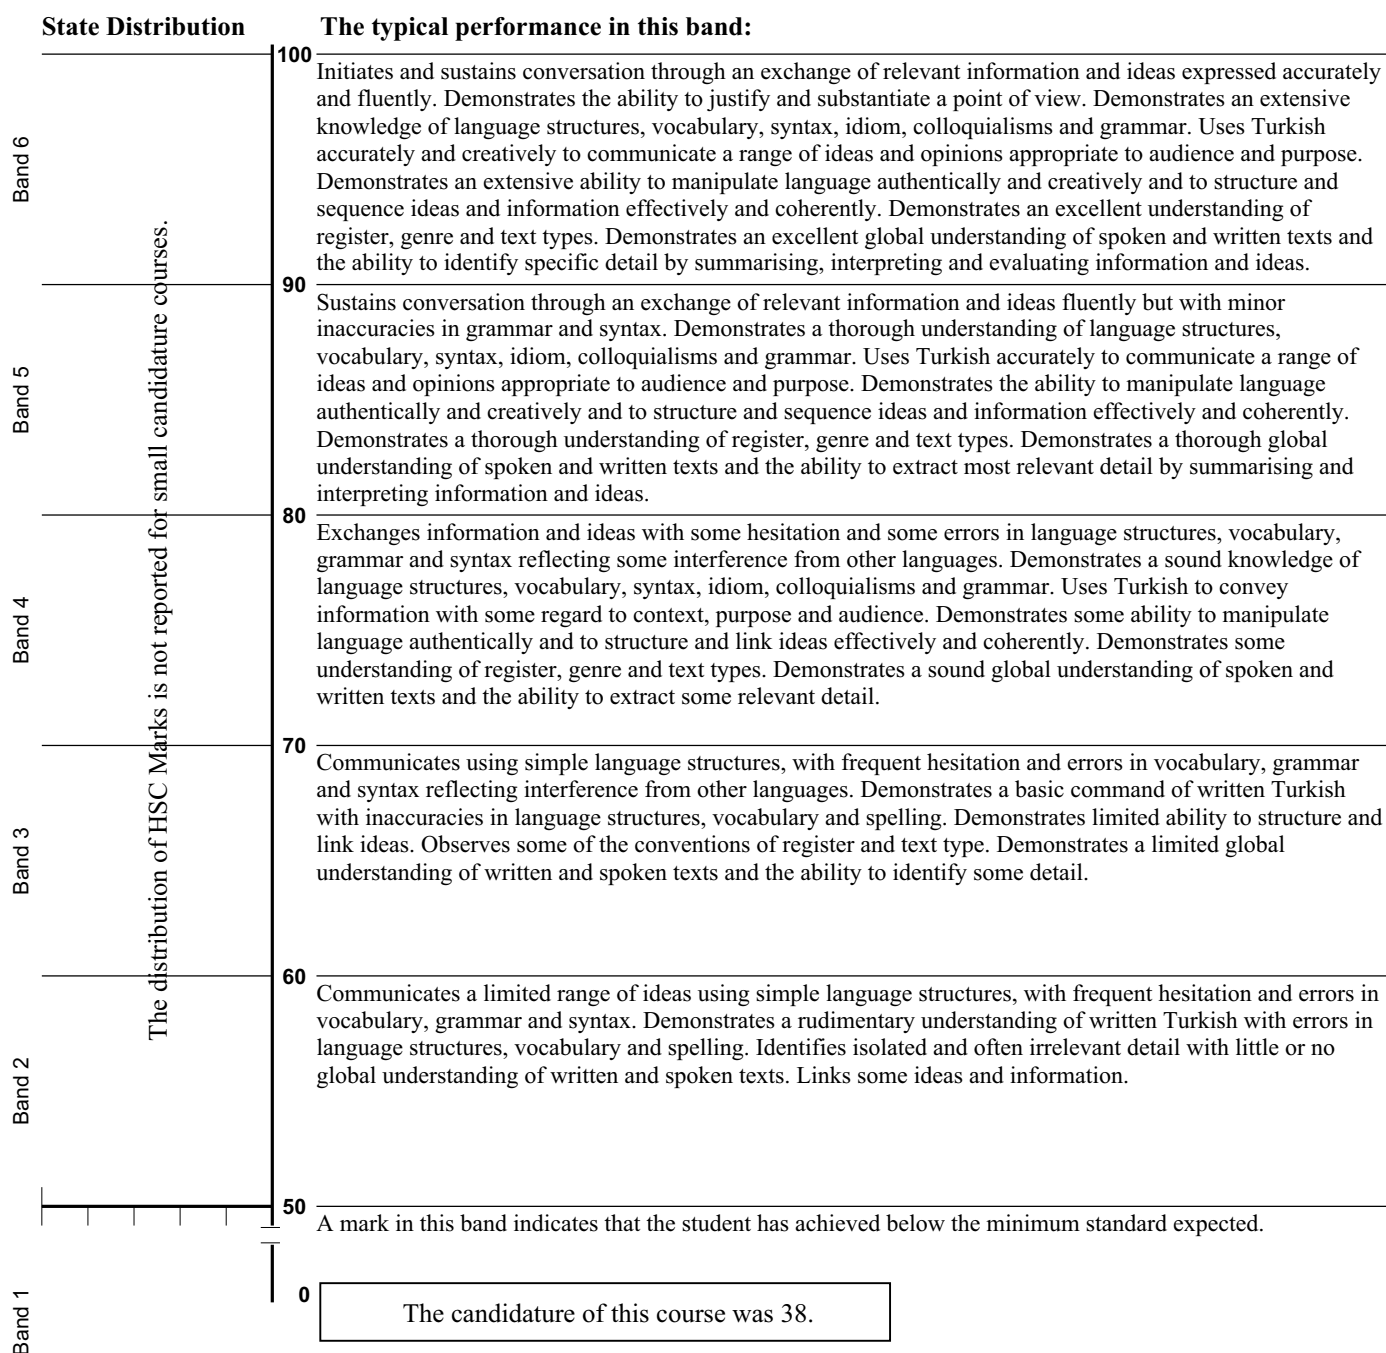 State Distribution
The typical performance in this band:
100
Band 6
Initiates and sustains conversation through an exchange of relevant information and ideas expressed accurately
and fluently. Demonstrates the ability to justify and substantiate a point of view. Demonstrates an extensive
knowledge of language structures, vocabulary, syntax, idiom, colloquialisms and grammar. Uses Turkish
accurately and creatively to communicate a range of ideas and opinions appropriate to audience and purpose.
Demonstrates an extensive ability to manipulate language authentically and creatively and to structure and
sequence ideas and information effectively and coherently. Demonstrates an excellent understanding of
register, genre and text types. Demonstrates an excellent global understanding of spoken and written texts and
the ability to identify specific detail by summarising, interpreting and evaluating information and ideas.
The distribution of HSC Marks is not reported for small candidature courses.
90
Band 5
Sustains conversation through an exchange of relevant information and ideas fluently but with minor
inaccuracies in grammar and syntax. Demonstrates a thorough understanding of language structures,
vocabulary, syntax, idiom, colloquialisms and grammar. Uses Turkish accurately to communicate a range of
ideas and opinions appropriate to audience and purpose. Demonstrates the ability to manipulate language
authentically and creatively and to structure and sequence ideas and information effectively and coherently.
Demonstrates a thorough understanding of register, genre and text types. Demonstrates a thorough global
understanding of spoken and written texts and the ability to extract most relevant detail by summarising and
interpreting information and ideas.
80
Band 4
Exchanges information and ideas with some hesitation and some errors in language structures, vocabulary,
grammar and syntax reflecting some interference from other languages. Demonstrates a sound knowledge of
language structures, vocabulary, syntax, idiom, colloquialisms and grammar. Uses Turkish to convey
information with some regard to context, purpose and audience. Demonstrates some ability to manipulate
language authentically and to structure and link ideas effectively and coherently. Demonstrates some
understanding of register, genre and text types. Demonstrates a sound global understanding of spoken and
written texts and the ability to extract some relevant detail.
70
Band 3
Communicates using simple language structures, with frequent hesitation and errors in vocabulary, grammar
and syntax reflecting interference from other languages. Demonstrates a basic command of written Turkish
with inaccuracies in language structures, vocabulary and spelling. Demonstrates limited ability to structure and
link ideas. Observes some of the conventions of register and text type. Demonstrates a limited global
understanding of written and spoken texts and the ability to identify some detail.
60
Band 2
Communicates a limited range of ideas using simple language structures, with frequent hesitation and errors in
vocabulary, grammar and syntax. Demonstrates a rudimentary understanding of written Turkish with errors in
language structures, vocabulary and spelling. Identifies isolated and often irrelevant detail with little or no
global understanding of written and spoken texts. Links some ideas and information.
50
A mark in this band indicates that the student has achieved below the minimum standard expected.
0
Band 1
The candidature of this course was 38.